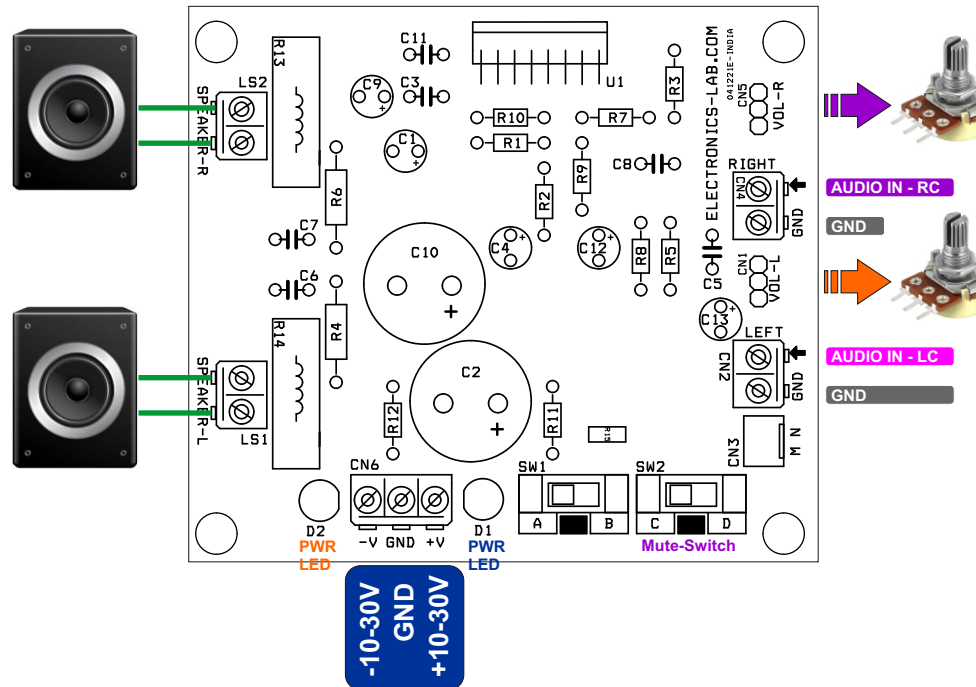 C11
R13
ELECTRONICS-LAB.COM
041221E-INDIA
LS2
C9
C3
U1
R3
CN5
VOL-R
SPEAKER-R
R10
R7
C1
R1
C8
R9
RIGHT
R6
R2
CN4
GND
AUDIO IN - RC
GND
C7
C4
C12
R8
R5
C10
C5
CN1
VOL-L
C6
R4
C13
R14
LEFT
SPEAKER-L
C2
CN2
GND
AUDIO IN - LC
GND
R12
R11
R15
LS1
CN3
M N
CN6
SW1
SW2
A
B
C
D
D2
-V GND +V
D1
PWR
LED
PWR
LED
Mute-Switch
-10-30V
GND
+10-30V